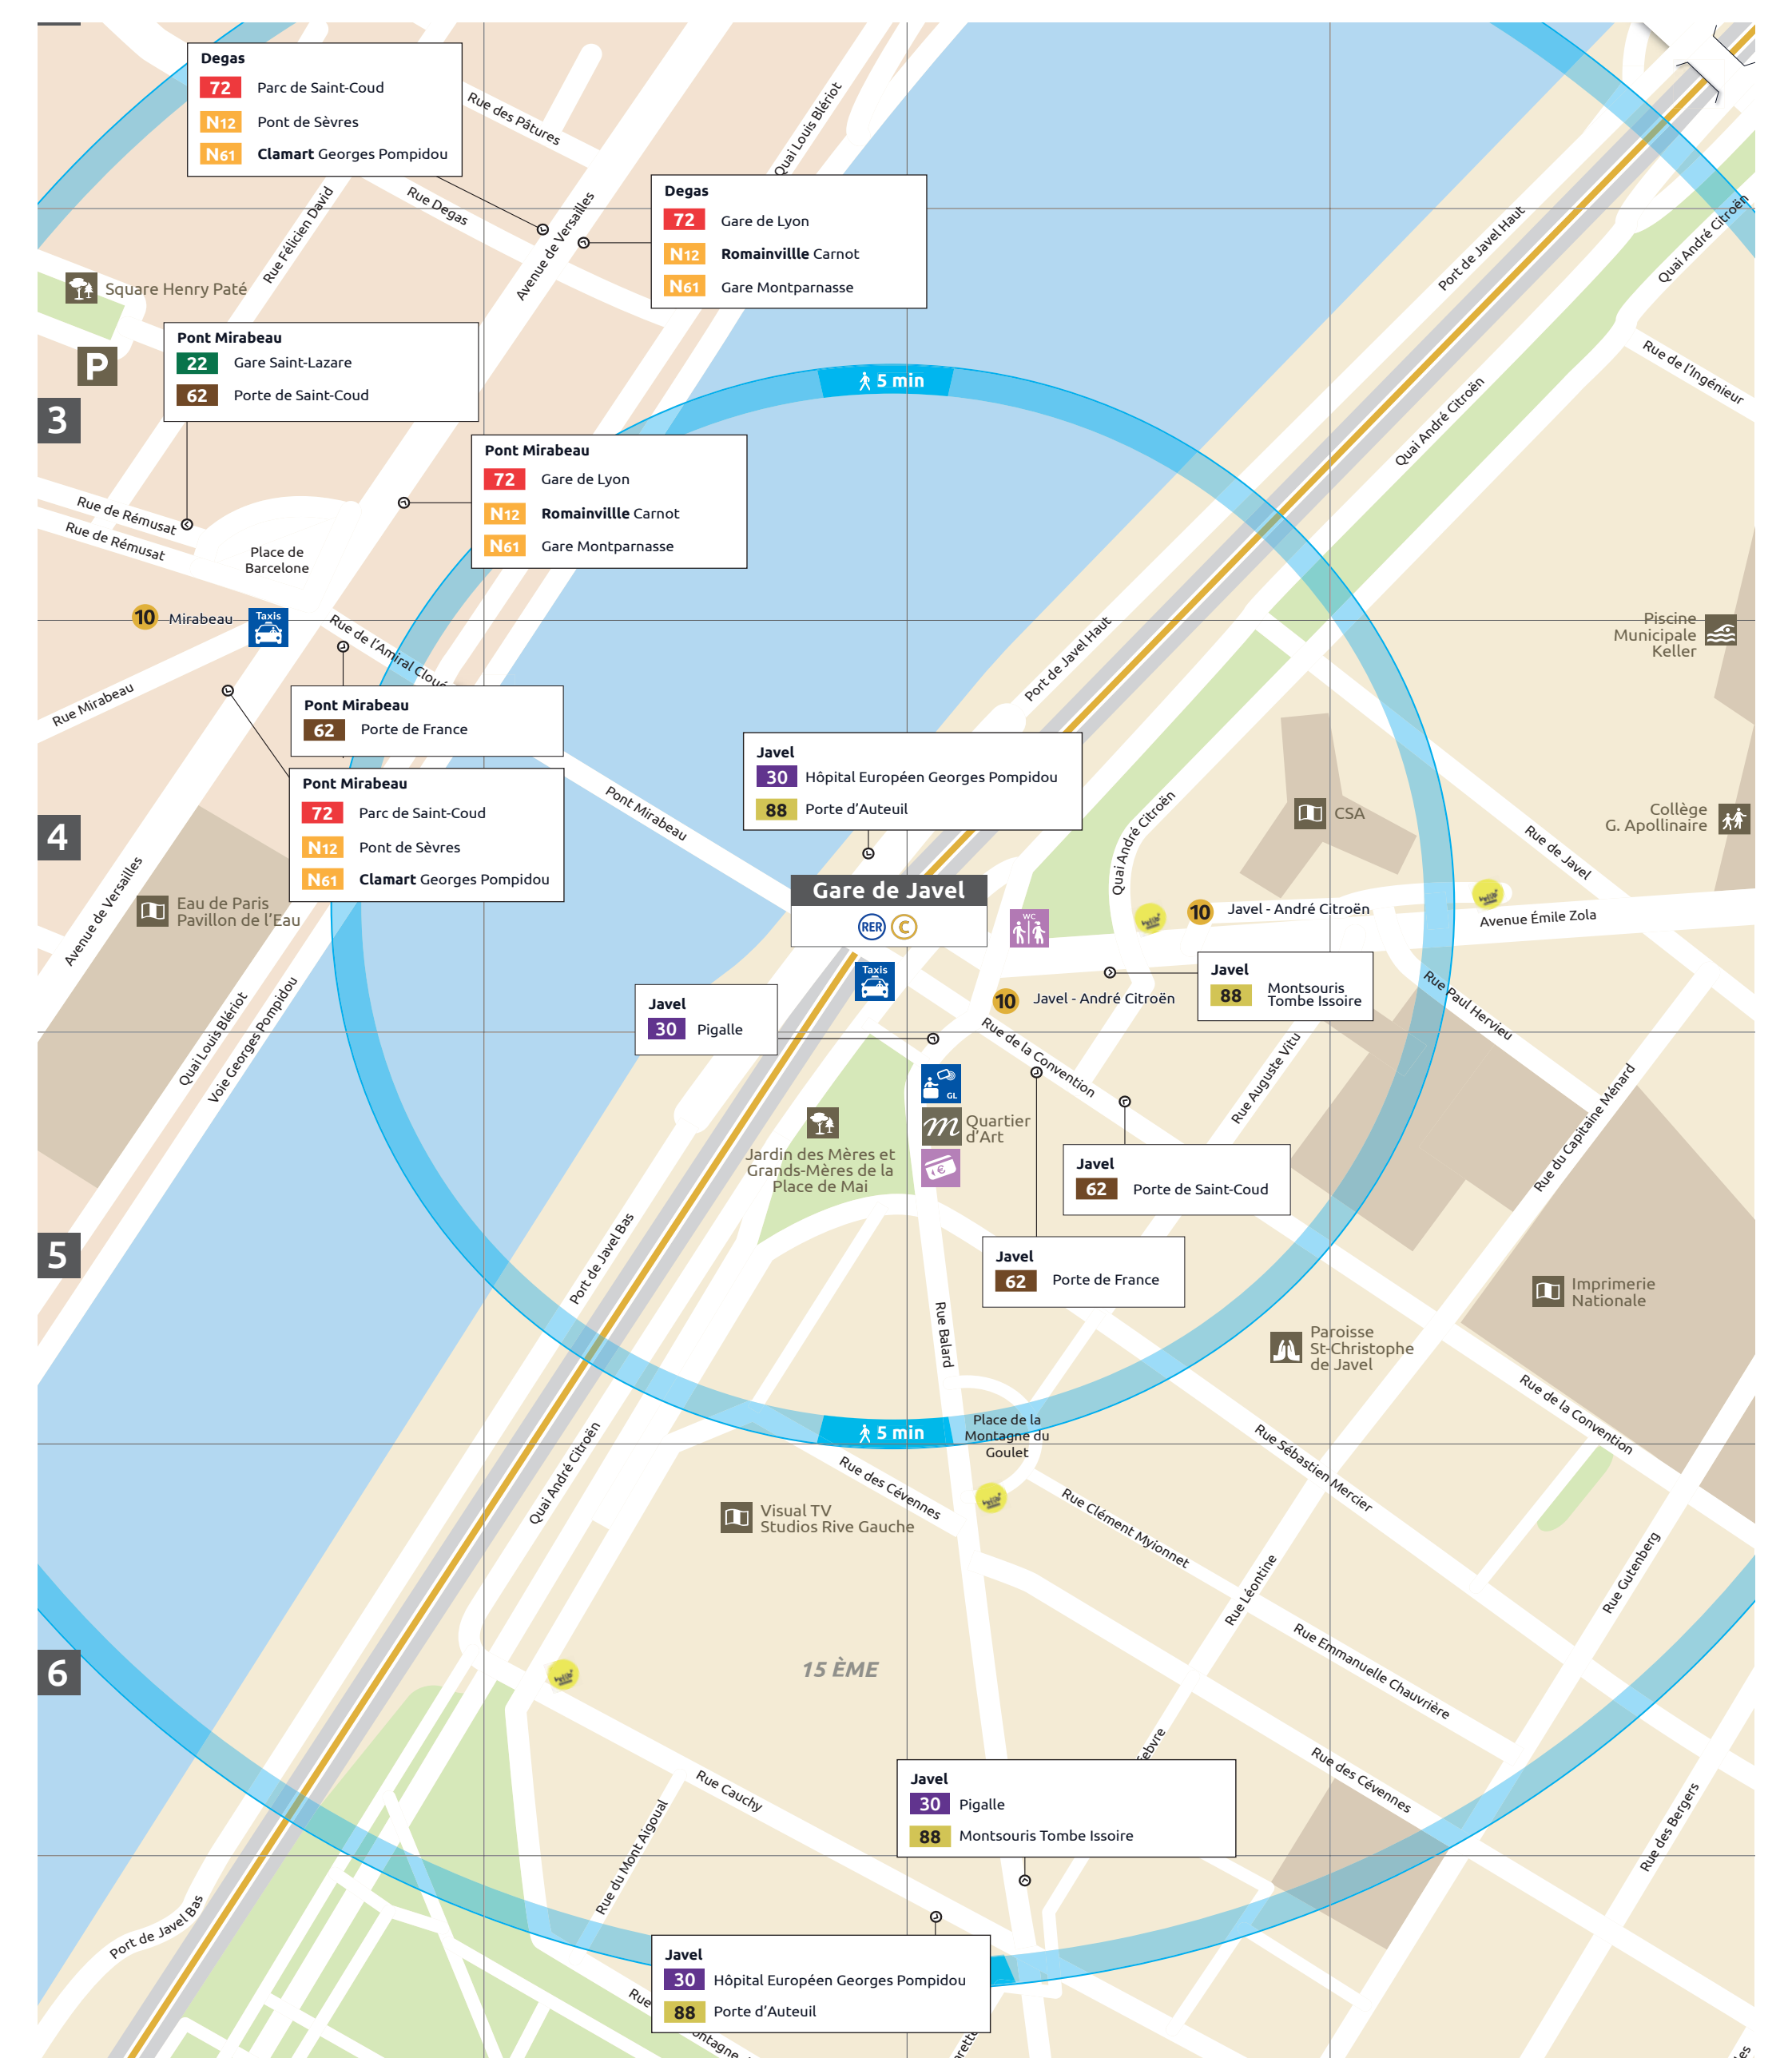 Degas
72 Parc de Saint-Coud
N12 Pont de Sèvres
N61 Clamart Georges Pompidou
Rue des Pâtures
Quai Louis Blériot
Rue Félicien David
Rue Degas
Avenue de Versailles
Degas
72 Gare de Lyon
N12 Romainvillle Carnot
N61 Gare Montparnasse
Port de Javel Haut
Quai André Citroën
Square Henry Paté
P
Pont Mirabeau
22 Gare Saint-Lazare
62 Porte de Saint-Coud
Rue de l'Ingénieur
5 min
3
Quai André Citroën
Pont Mirabeau
72 Gare de Lyon
N12 Romainvillle Carnot
N61 Gare Montparnasse
Rue de Rémusat
Rue de Rémusat
Place de
Barcelone
10 Mirabeau
Taxis
Rue de l'Amiral Cloué
Port de Javel Haut
Piscine
Municipale
Keller
Rue Mirabeau
Pont Mirabeau
62 Porte de France
Pont Mirabeau
72 Parc de Saint-Coud
N12 Pont de Sèvres
N61 Clamart Georges Pompidou
Pont Mirabeau
Javel
30 Hôpital Européen Georges Pompidou
88 Porte d'Auteuil
Quai André Citroën
CSA
Collège
G. Apollinaire
4
Rue de Javel
Avenue de Versailles
Eau de Paris
Pavillon de l'Eau
Gare de Javel
RER C
WC
10 Javel - André Citroën
Avenue Émile Zola
Taxis
Javel
88 Montsouris
Tombe Issoire
10 Javel - André Citroën
Javel
30 Pigalle
Rue Paul Hervieu
Quai Louis Blériot
Voie Georges Pompidou
Rue de la Convention
Rue Auguste Vitu
Rue du Capitaine Ménard
GL
m Quartier
d'Art
€
Jardin des Mères et
Grands-Mères de la
Place de Mai
Javel
62 Porte de Saint-Coud
Port de Javel Bas
5
Javel
62 Porte de France
Imprimerie
Nationale
Rue Balard
Paroisse
St-Christophe
de Javel
Rue de la Convention
5 min
Place de la
Montagne du
Goulet
Quai André Citroën
Rue des Cévennes
Rue Sébastien Mercier
Visual TV
Studios Rive Gauche
Rue Clément Myionnet
Rue Léontine
Rue Gutenberg
6
15 ÈME
Rue Emmanuelle Chauvrière
ebvre
Rue des Cévennes
Rue Cauchy
Rue du Mont Aigoual
Javel
30 Pigalle
88 Montsouris Tombe Issoire
Rue des Bergers
Port de Javel Bas
Javel
30 Hôpital Européen Georges Pompidou
88 Porte d'Auteuil
Rue
ontagne